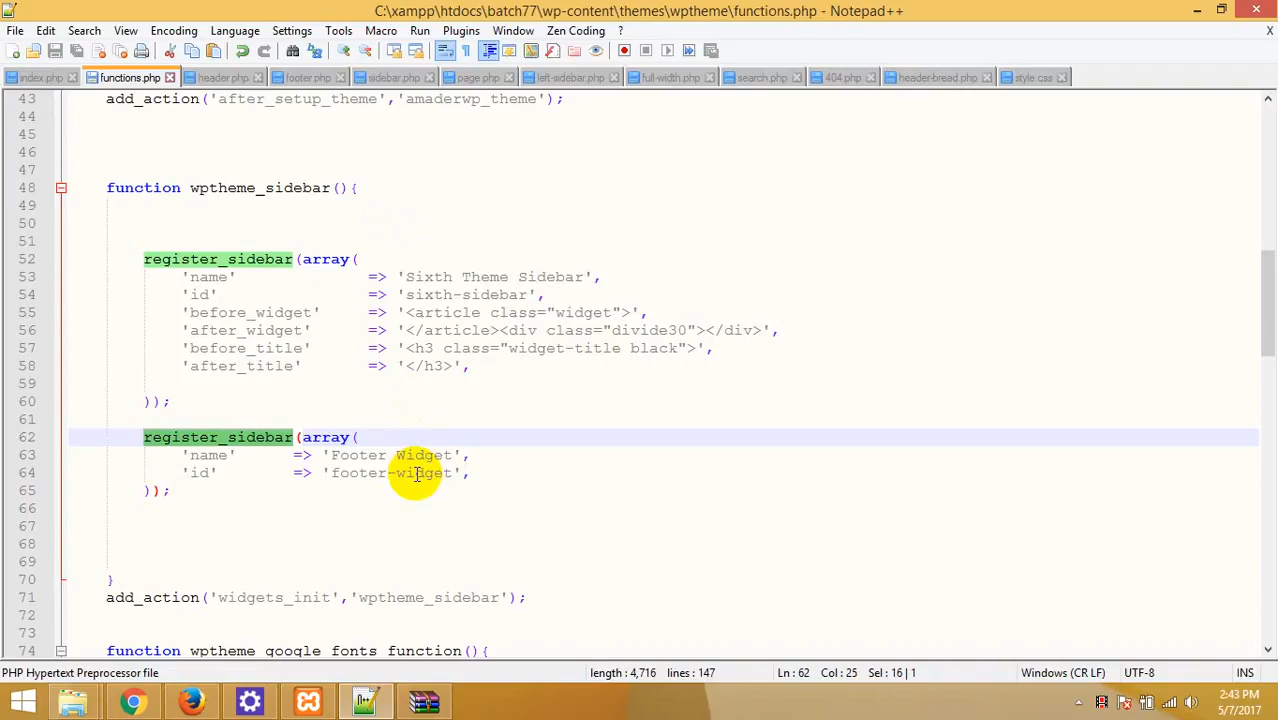 C:\xampp\htdocs\batch77\wp-content\themes\wptheme\functions.php - Notepad++
File Edit Search View Encoding Language Settings Tools Macro Run Plugins Window Zen Coding ? X
index.php functions.php header.php footer.php sidebar.php page.php left-sidebar.php full-width.php search.php 404.php header-bread.php style.css
43 add_action('after_setup_theme','amaderwp_theme');
44
45
46
47
48 function wptheme_sidebar(){
49
50
51
52 register_sidebar(array(
53 'name' => 'Sixth Theme Sidebar',
54 'id' => 'sixth-sidebar',
55 'before_widget' => '<article class="widget">',
56 'after_widget' => '</article><div class="divide30"></div>',
57 'before_title' => '<h3 class="widget-title black">',
58 'after_title' => '</h3>',
59
60 ));
61
62 register_sidebar(array(
63 'name' => 'Footer Widget',
64 'id' => 'footer-widget',
65 ));
66
67
68
69
70 }
71 add_action('widgets_init','wptheme_sidebar');
72
73
74 function wptheme_google_fonts_function(){
PHP Hypertext Preprocessor file length : 4,716 lines : 147 Ln : 62 Col : 25 Sel : 16 | 1 Windows (CR LF) UTF-8 INS
2:43 PM
5/7/2017